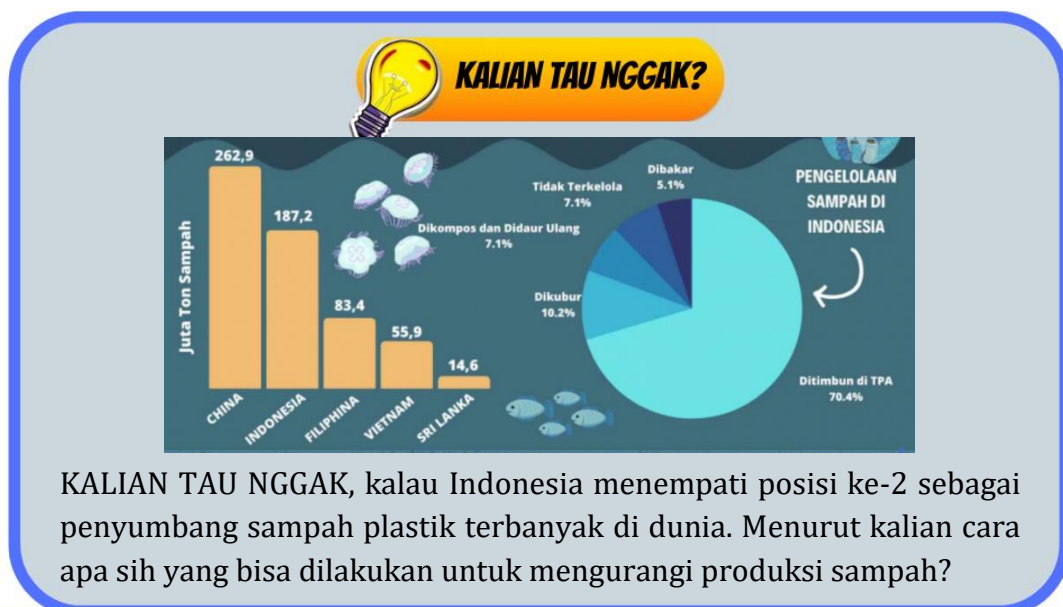 KALIAN TAU NGGAK?
Juta Ton Sampah
262,9
187,2
83,4
55,9
14,6
CHINA
INDONESIA
FILIPHINA
VIETNAM
SRI LANKA
Dibakar
5.1%
Tidak Terkelola
7.1%
Dikompos dan Didaur Ulang
7.1%
Dikubur
10.2%
Ditimbun di TPA
70.4%
PENGELOLAAN
SAMPAH DI
INDONESIA
KALIAN TAU NGGAK, kalau Indonesia menempati posisi ke-2 sebagai
penyumbang sampah plastik terbanyak di dunia. Menurut kalian cara
apa sih yang bisa dilakukan untuk mengurangi produksi sampah?